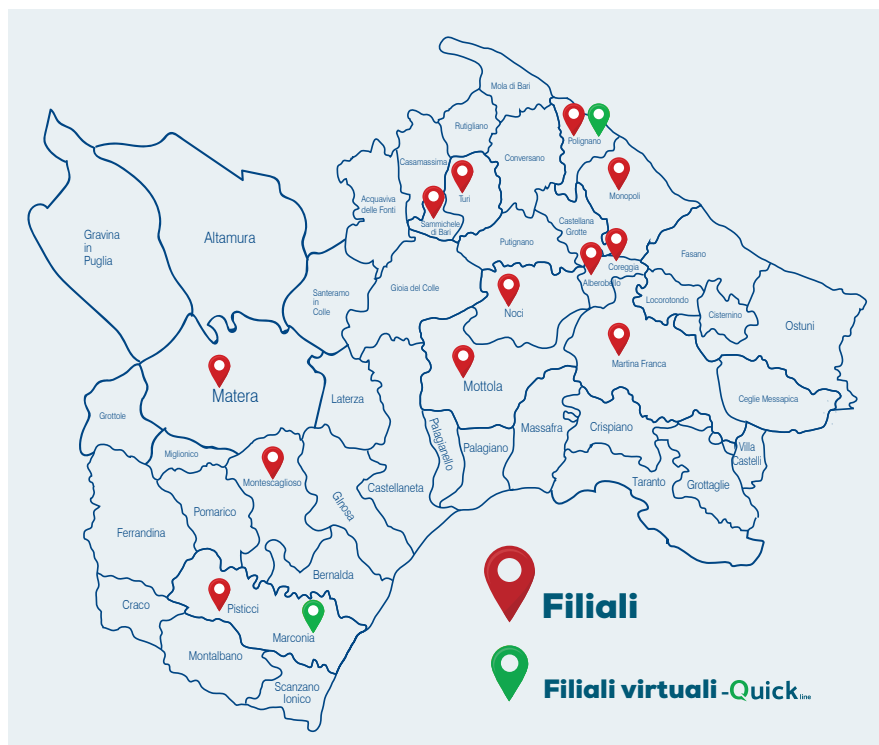 Mola di Bari
Rutigliano
Polignano
Casamassima
Conversano
Acquaviva
delle Fonti
Turi
Monopoli
Sammichele
di Bari
Castellana
Grotte
Gravina
in
Puglia
Altamura
Putignano
Fasano
Coreggia
Alberobello
Gioia del Colle
Santeramo
in
Colle
Noci
Locorotondo
Cisternino
Ostuni
Martina Franca
Matera
Mottola
Laterza
Ceglie Messapica
Grottole
Palagianello
Massafra
Crispiano
Palagiano
Villa
Castelli
Miglionico
Montescaglioso
Castellaneta
Taranto
Grottaglie
Ginosa
Pomarico
Ferrandina
Bernalda
Craco
Pisticci
Filiali
Marconia
Montalbano
Scanzano
Ionico
Filiali virtuali - Quick line